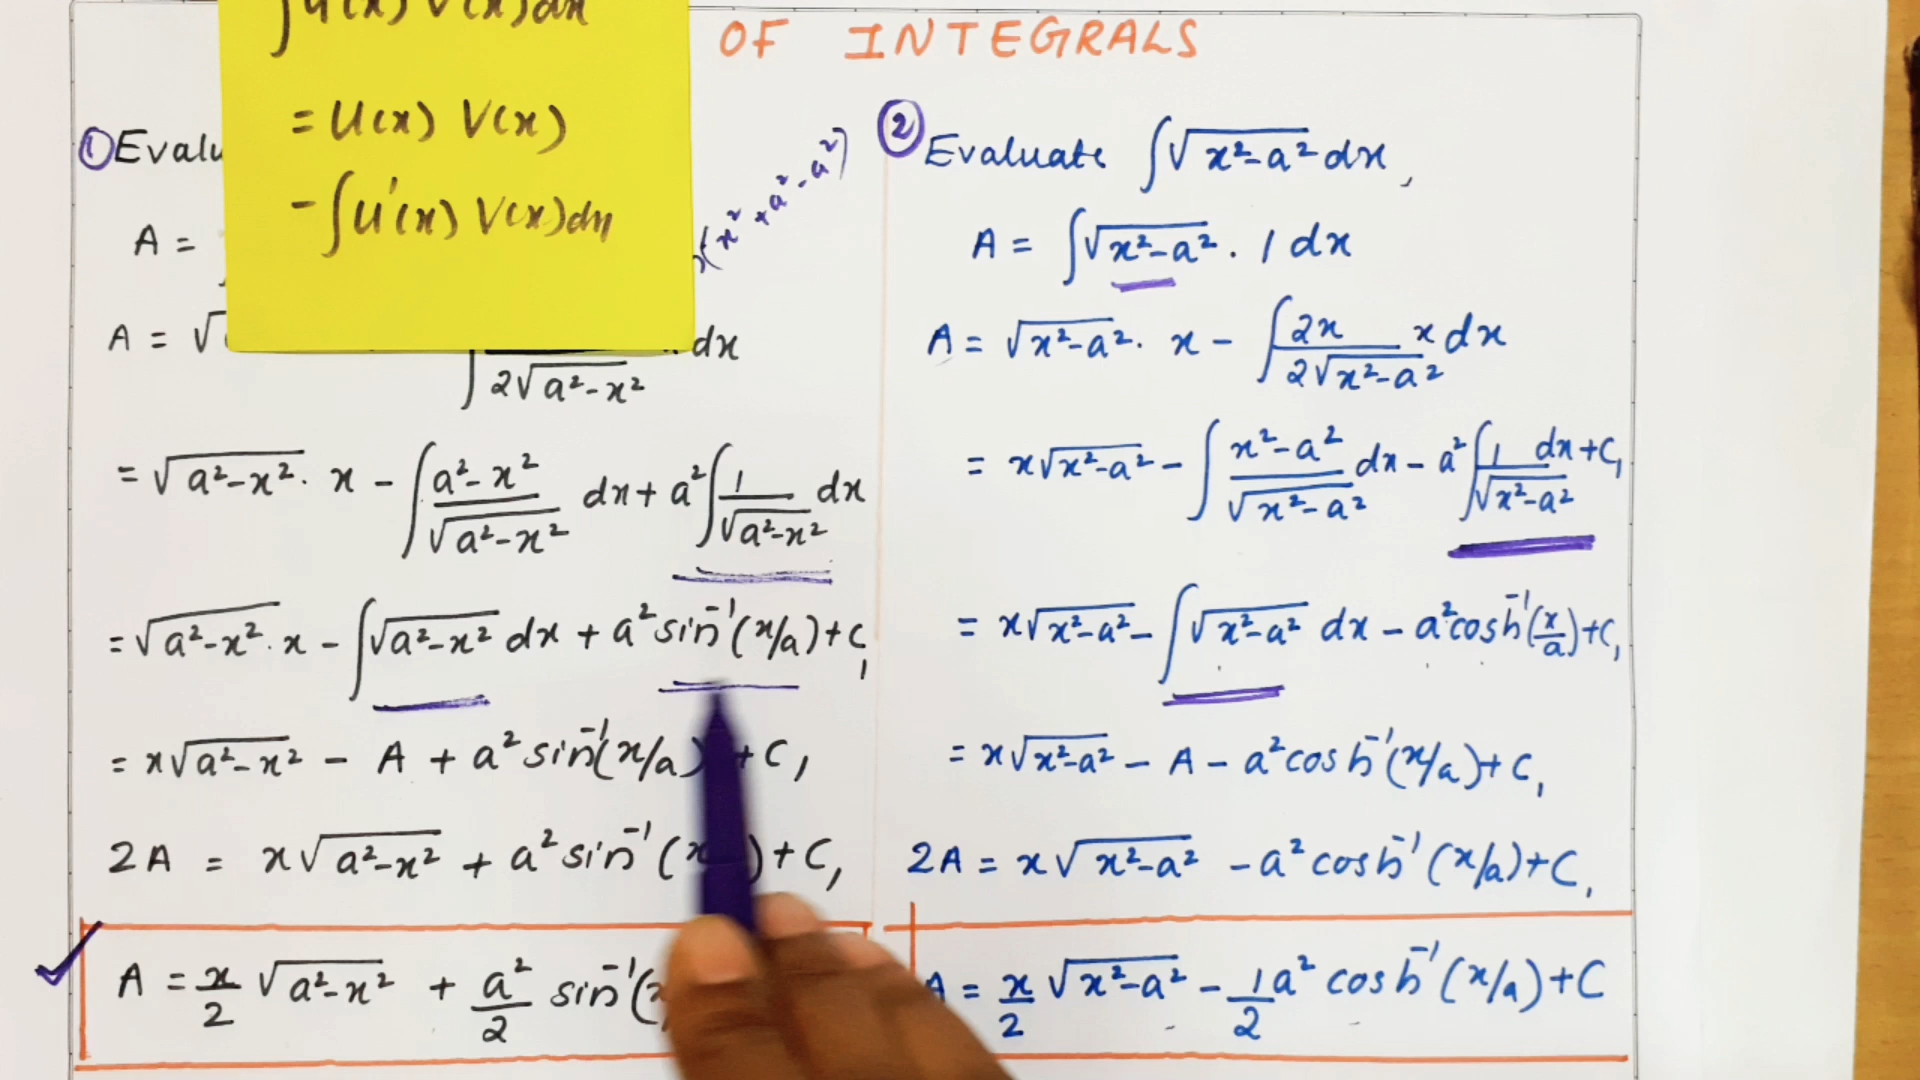 OF INTEGRALS
∫u(x) v(x)dx
= u(x) v(x)
- ∫u'(x) v(x)dx
① Evalu
A =
(x² + a² - a²)
A = √
dx
2√a²-x²
= √a²-x² . x - ∫ a²-x² / √a²-x² dx + a² ∫ 1 / √a²-x² dx
= √a²-x² . x - ∫√a²-x² dx + a² sin⁻¹(x/a) + C₁
= x√a²-x² - A + a² sin⁻¹(x/a) + C₁
2A = x√a²-x² + a² sin⁻¹(x ) + C₁
A = x/2 √a²-x² + a²/2 sin⁻¹(x
② Evaluate ∫√x²-a² dx,
A = ∫√x²-a² . 1 dx
A = √x²-a² . x - ∫ 2x / 2√x²-a² x dx
= x√x²-a² - ∫ x²-a² / √x²-a² dx - a² ∫ 1 / √x²-a² dx + C₁
= x√x²-a² - ∫√x²-a² dx - a² cosh⁻¹(x/a) + C₁
= x√x²-a² - A - a² cosh⁻¹(x/a) + C₁
2A = x√x²-a² - a² cosh⁻¹(x/a) + C₁
A = x/2 √x²-a² - 1/2 a² cosh⁻¹(x/a) + C